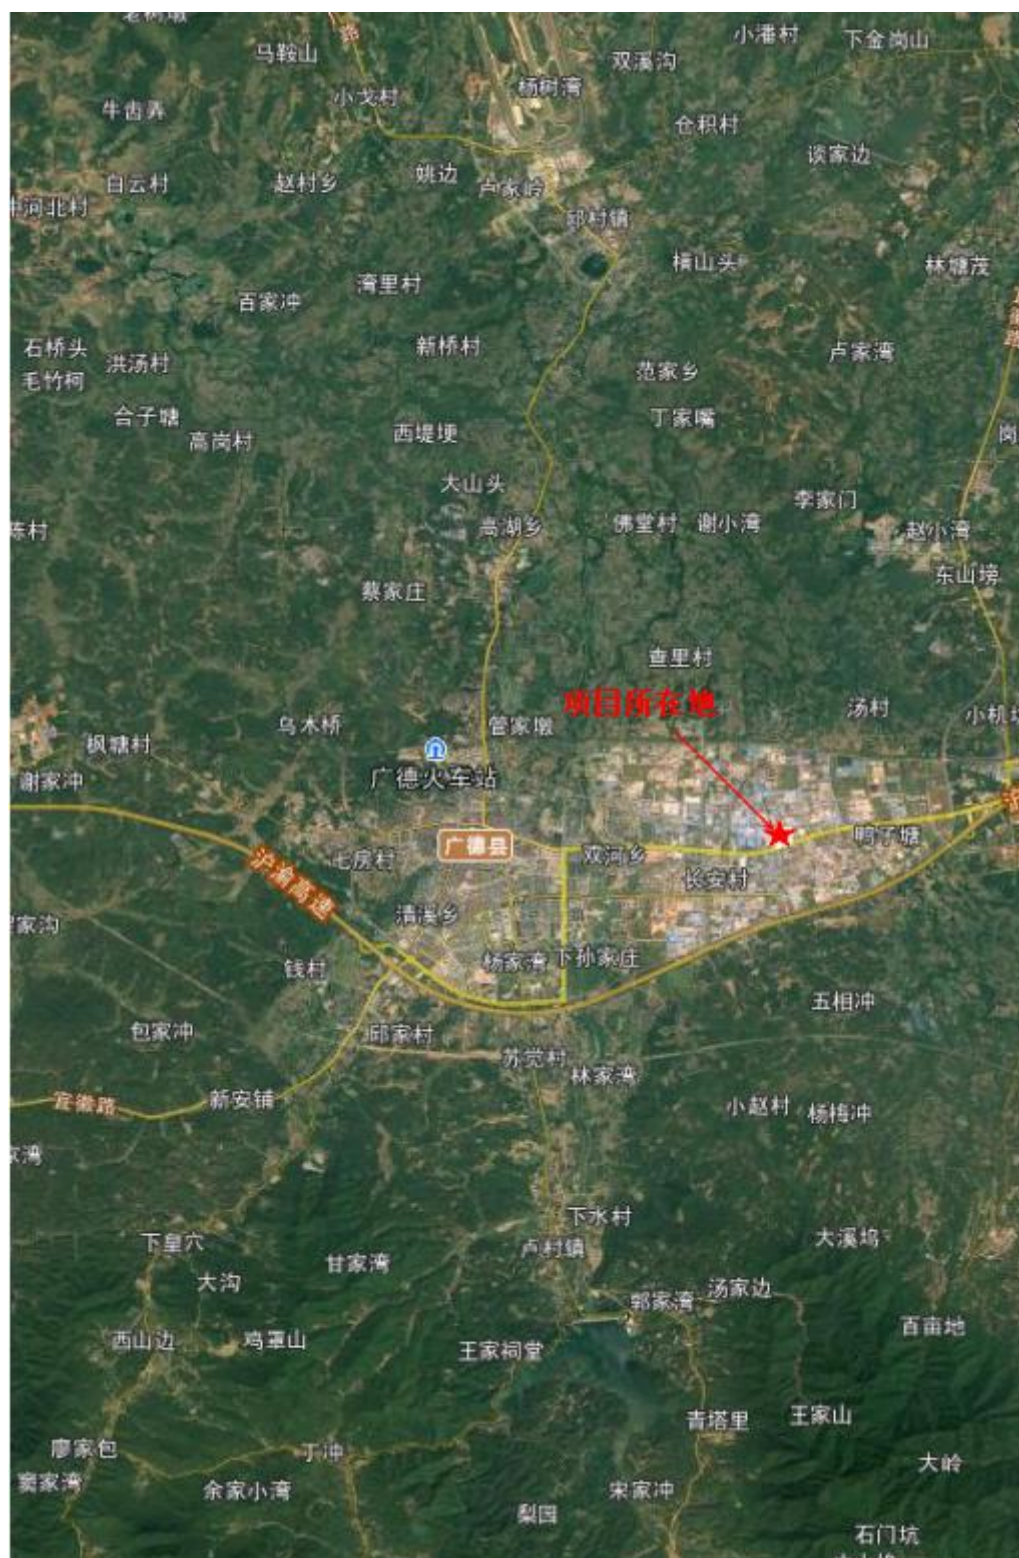 马鞍山
小潘村
下金岗山
双溪沟
杨树湾
小戈村
牛齿弄
仓积村
谈家边
姚边
白云村
赵村乡
卢家岭
河北村
邱村镇
横山头
林塘茂
湾里村
百家冲
新桥村
石桥头
洪汤村
范家乡
卢家湾
毛竹柯
合子塘
丁家嘴
西堤埂
高岗村
大山头
李家门
高湖乡
佛堂村
谢小湾
赵小湾
陈村
东山塝
蔡家庄
查里村
项目所在地
汤村
小机
乌木桥
管家墩
枫塘村
谢家冲
广德火车站
广德县
双河乡
鸭子塘
七房村
长安村
沪渝高速
清溪乡
家沟
杨家湾
下孙家庄
钱村
五相冲
包家冲
邱家村
苏觉村
林家湾
宣德路
新安铺
小赵村
杨梅冲
湾
下水村
下皇穴
卢村镇
大溪坞
甘家湾
大沟
汤家边
郭家湾
西山边
鸡罩山
百亩地
王家祠堂
青塔里
王家山
廖家包
丁冲
大岭
窦家湾
余家小湾
宋家冲
梨园
石门坑